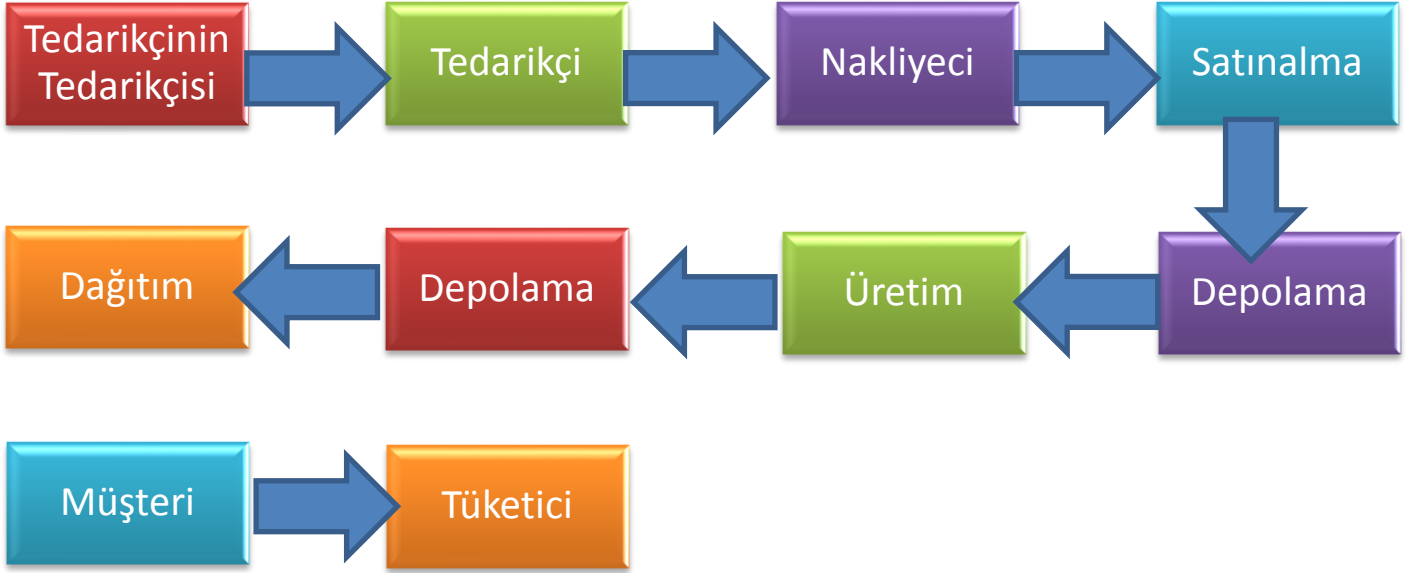 Tedarikçinin
Tedarikçisi
Tedarikçi
Nakliyeci
Satınalma
Dağıtım
Depolama
Üretim
Depolama
Müşteri
Tüketici